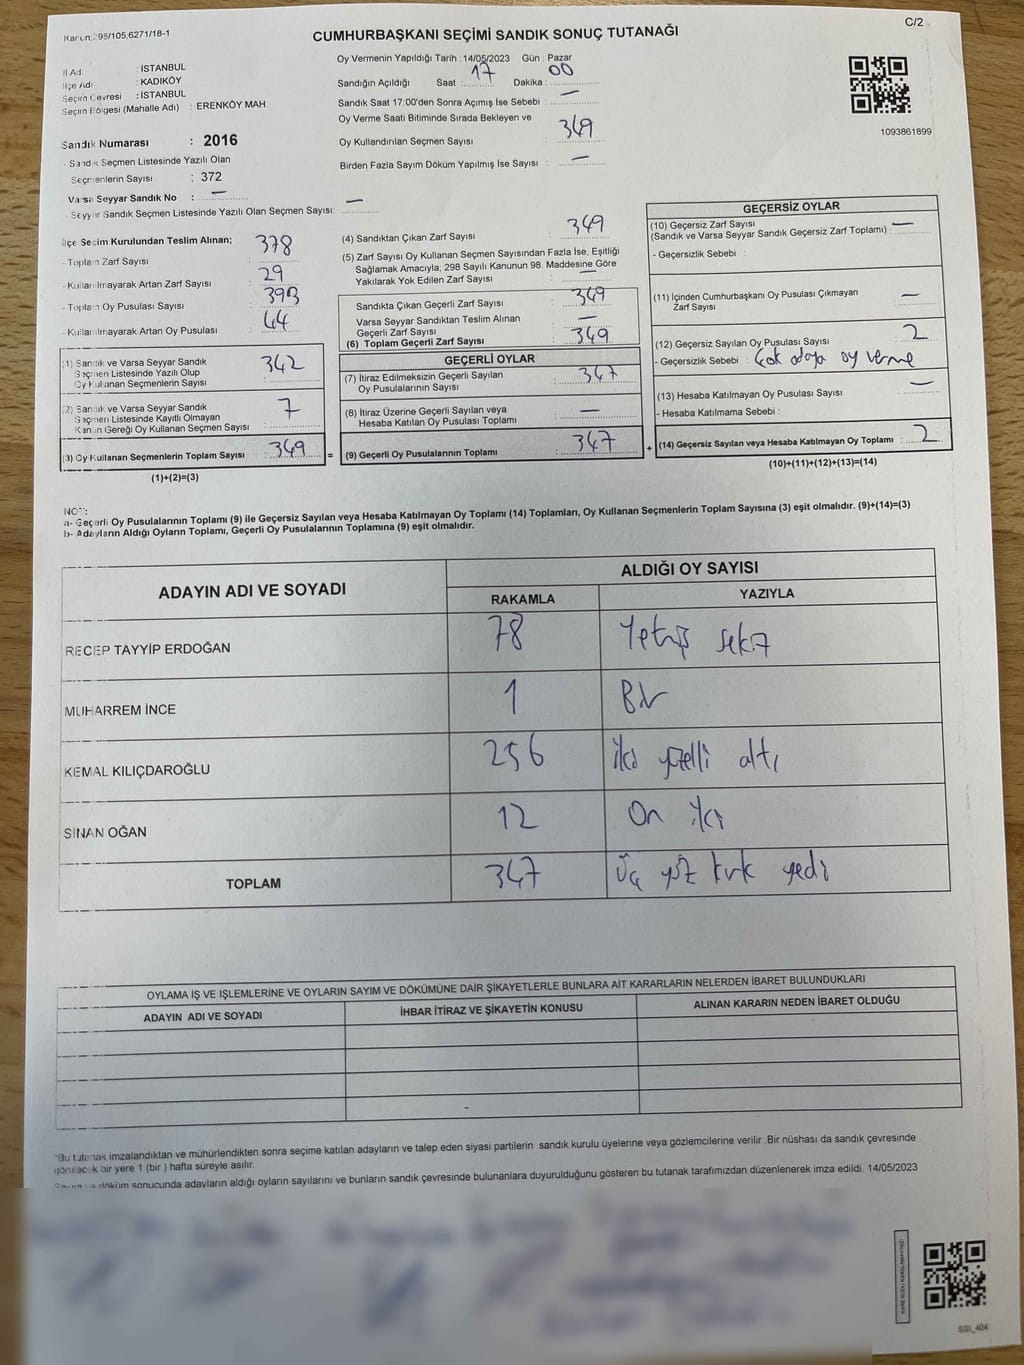 Kanun:298/105,6271/18-1
C/2
CUMHURBAŞKANI SEÇİMİ SANDIK SONUÇ TUTANAĞI
İl Adı : İSTANBUL
İlçe Adı : KADIKÖY
Seçim Çevresi : İSTANBUL
Seçim Bölgesi (Mahalle Adı) : ERENKÖY MAH.
Sandık Numarası : 2016
- Sandık Seçmen Listesinde Yazılı Olan
Seçmenlerin Sayısı : 372
Varsa Seyyar Sandık No : —
- Seyyar Sandık Seçmen Listesinde Yazılı Olan Seçmen Sayısı: —
Oy Vermenin Yapıldığı Tarih :14/05/2023 Gün : Pazar
Sandığın Açıldığı Saat : 17 Dakika : 00
Sandık Saat 17:00'den Sonra Açımış İse Sebebi : —
Oy Verme Saati Bitiminde Sırada Bekleyen ve
Oy Kullandırılan Seçmen Sayısı : 349
Birden Fazla Sayım Döküm Yapılmış İse Sayısı : —
1093861899
İlçe Seçim Kurulundan Teslim Alınan;
- Toplam Zarf Sayısı : 378
- Kullanılmayarak Artan Zarf Sayısı : 29
- Toplam Oy Pusulası Sayısı : 393
- Kullanılmayarak Artan Oy Pusulası : 44
(1) Sandık ve Varsa Seyyar Sandık
Seçmen Listesinde Yazılı Olup
Oy Kullanan Seçmenlerin Sayısı : 342
(2) Sandık ve Varsa Seyyar Sandık
Seçmen Listesinde Kayıtlı Olmayan
Kanun Gereği Oy Kullanan Seçmen Sayısı : 7
(3) Oy Kullanan Seçmenlerin Toplam Sayısı : 349 =
(1)+(2)=(3)
(4) Sandıktan Çıkan Zarf Sayısı : 349
(5) Zarf Sayısı Oy Kullanan Seçmen Sayısından Fazla İse, Eşitliği
Sağlamak Amacıyla, 298 Sayılı Kanunun 98. Maddesine Göre
Yakılarak Yok Edilen Zarf Sayısı : —
Sandıkta Çıkan Geçerli Zarf Sayısı : 349
Varsa Seyyar Sandıktan Teslim Alınan
Geçerli Zarf Sayısı : —
(6) Toplam Geçerli Zarf Sayısı : 349
GEÇERLİ OYLAR
(7) İtiraz Edilmeksizin Geçerli Sayılan
Oy Pusulalarının Sayısı : 347
(8) İtiraz Üzerine Geçerli Sayılan veya
Hesaba Katılan Oy Pusulası Toplamı : —
(9) Geçerli Oy Pusulalarının Toplamı : 347 +
GEÇERSİZ OYLAR
(10) Geçersiz Zarf Sayısı
(Sandık ve Varsa Seyyar Sandık Geçersiz Zarf Toplamı) : —
- Geçersizlik Sebebi :
(11) İçinden Cumhurbaşkanı Oy Pusulası Çıkmayan
Zarf Sayısı : —
(12) Geçersiz Sayılan Oy Pusulası Sayısı : 2
- Geçersizlik Sebebi : Çok adaya oy verme
(13) Hesaba Katılmayan Oy Pusulası Sayısı : —
- Hesaba Katılmama Sebebi :
(14) Geçersiz Sayılan veya Hesaba Katılmayan Oy Toplamı : 2
(10)+(11)+(12)+(13)=(14)
NOT:
a- Geçerli Oy Pusulalarının Toplamı (9) ile Geçersiz Sayılan veya Hesaba Katılmayan Oy Toplamı (14) Toplamları, Oy Kullanan Seçmenlerin Toplam Sayısına (3) eşit olmalıdır. (9)+(14)=(3)
b- Adayların Aldığı Oyların Toplamı, Geçerli Oy Pusulalarının Toplamına (9) eşit olmalıdır.
ADAYIN ADI VE SOYADI
ALDIĞI OY SAYISI
RAKAMLA YAZIYLA
RECEP TAYYİP ERDOĞAN 78 Yetmiş sekiz
MUHARREM İNCE 1 Bir
KEMAL KILIÇDAROĞLU 256 iki yüzelli altı
SİNAN OĞAN 12 On iki
TOPLAM 347 Üç yüz kırk yedi
OYLAMA İŞ VE İŞLEMLERİNE VE OYLARIN SAYIM VE DÖKÜMÜNE DAİR ŞİKAYETLERLE BUNLARA AİT KARARLARIN NELERDEN İBARET BULUNDUKLARI
ADAYIN ADI VE SOYADI İHBAR İTİRAZ VE ŞİKAYETİN KONUSU ALINAN KARARIN NEDEN İBARET OLDUĞU
"Bu tutanak imzalandıktan ve mühürlendikten sonra seçime katılan adayların ve talep eden siyasi partilerin sandık kurulu üyelerine veya gözlemcilerine verilir .Bir nüshası da sandık çevresinde
görülecek bir yere 1 (bir ) hafta süreyle asılır.
Sayım ve döküm sonucunda adayların aldığı oyların sayılarını ve bunların sandık çevresinde bulunanlara duyurulduğunu gösteren bu tutanak tarafımızdan düzenlenerek imza edildi. 14/05/2023
SSI_404